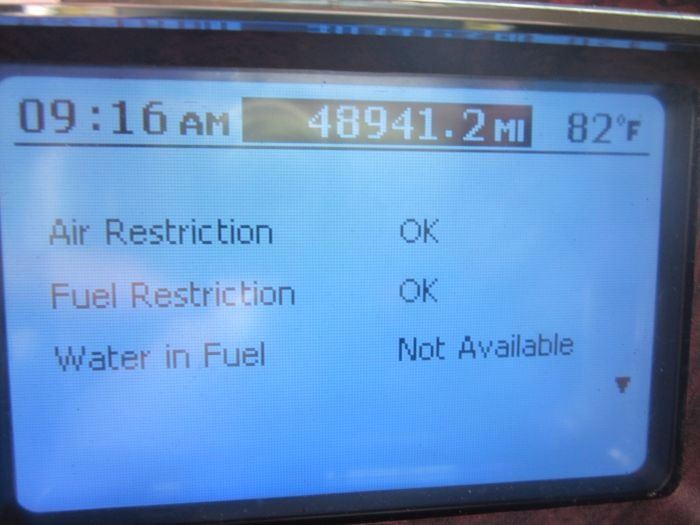 09:16 AM 48941.2 MI 82°F
Air Restriction OK
Fuel Restriction OK
Water in Fuel Not Available